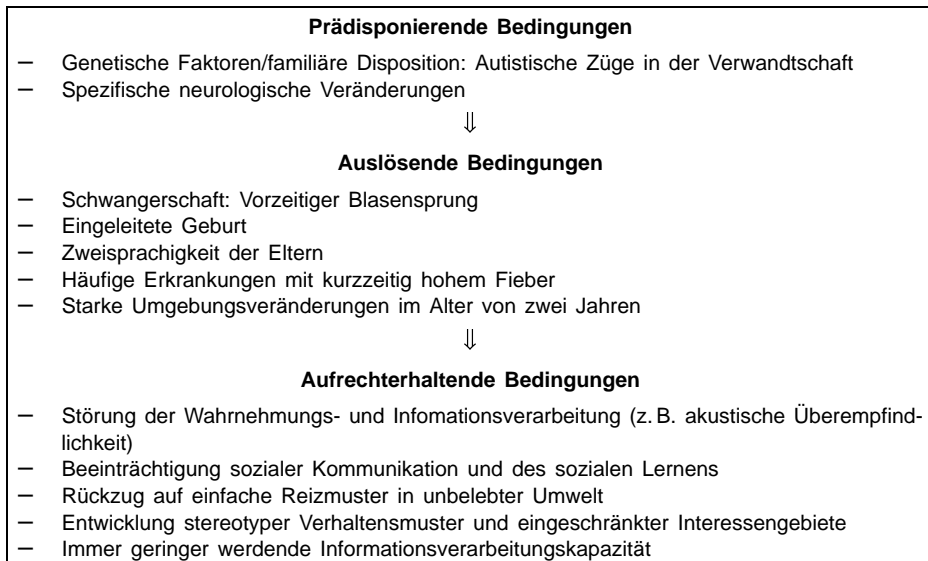 Prädisponierende Bedingungen
– Genetische Faktoren/familiäre Disposition: Autistische Züge in der Verwandtschaft
– Spezifische neurologische Veränderungen
⇓
Auslösende Bedingungen
– Schwangerschaft: Vorzeitiger Blasensprung
– Eingeleitete Geburt
– Zweisprachigkeit der Eltern
– Häufige Erkrankungen mit kurzzeitig hohem Fieber
– Starke Umgebungsveränderungen im Alter von zwei Jahren
⇓
Aufrechterhaltende Bedingungen
– Störung der Wahrnehmungs- und Infomationsverarbeitung (z. B. akustische Überempfind-
lichkeit)
– Beeinträchtigung sozialer Kommunikation und des sozialen Lernens
– Rückzug auf einfache Reizmuster in unbelebter Umwelt
– Entwicklung stereotyper Verhaltensmuster und eingeschränkter Interessengebiete
– Immer geringer werdende Informationsverarbeitungskapazität